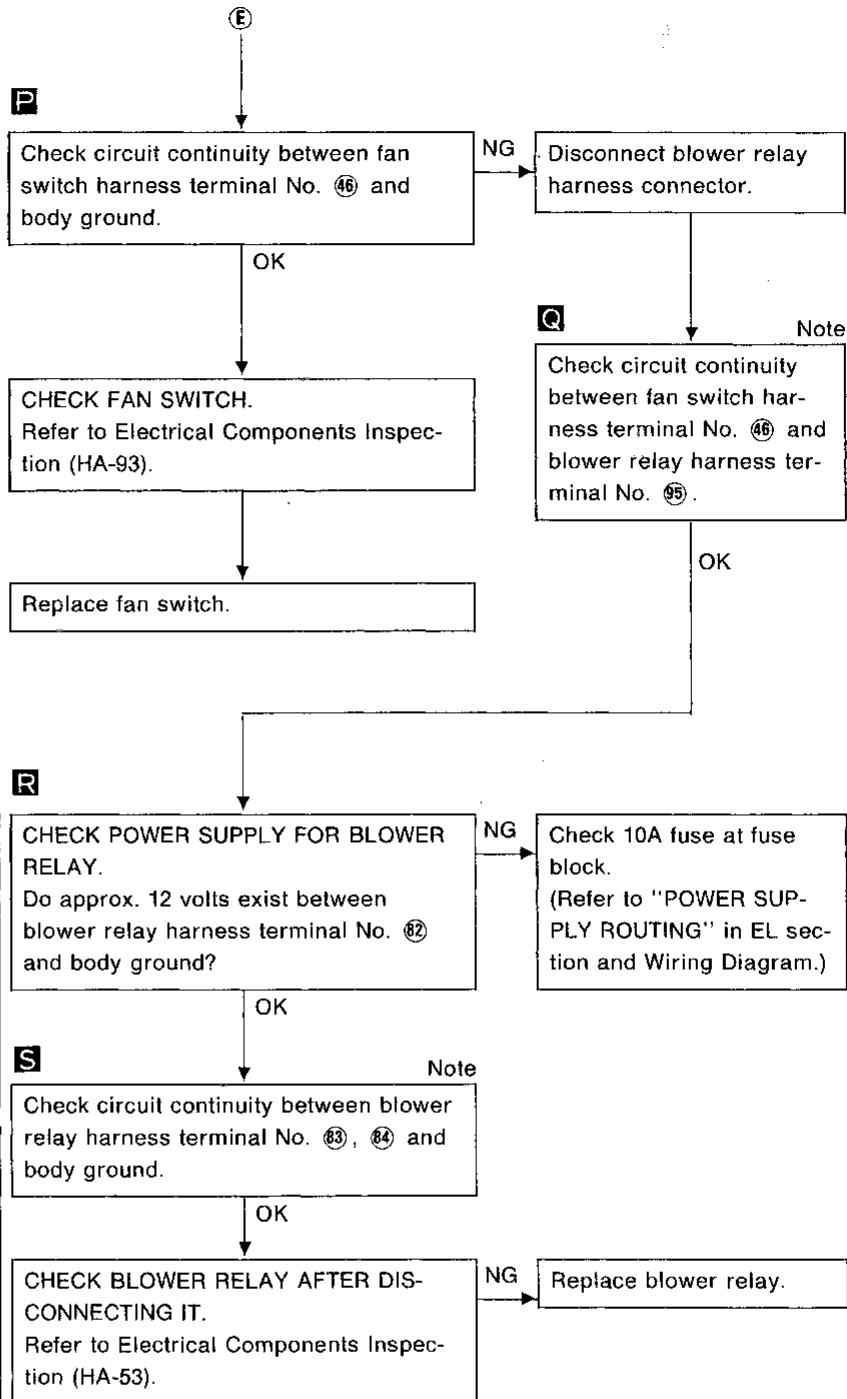 Ⓔ
P
Check circuit continuity between fan
switch harness terminal No. ㊻ and
body ground.
NG
Disconnect blower relay
harness connector.
OK
Q
Note
Check circuit continuity
between fan switch har-
ness terminal No. ㊻ and
blower relay harness ter-
minal No. (95).
OK
CHECK FAN SWITCH.
Refer to Electrical Components Inspec-
tion (HA-93).
Replace fan switch.
R
CHECK POWER SUPPLY FOR BLOWER
RELAY.
Do approx. 12 volts exist between
blower relay harness terminal No. (82)
and body ground?
NG
Check 10A fuse at fuse
block.
(Refer to "POWER SUP-
PLY ROUTING" in EL sec-
tion and Wiring Diagram.)
OK
S
Note
Check circuit continuity between blower
relay harness terminal No. (83), (84) and
body ground.
OK
CHECK BLOWER RELAY AFTER DIS-
CONNECTING IT.
Refer to Electrical Components Inspec-
tion (HA-53).
NG
Replace blower relay.